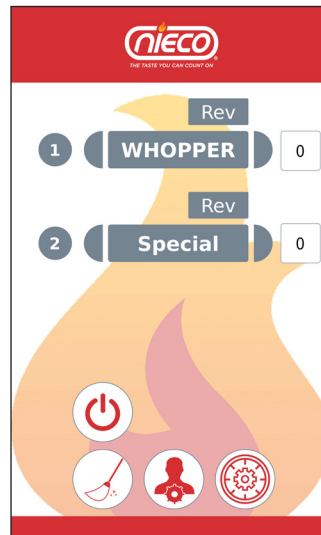 NIECO
THE TASTE YOU CAN COUNT ON
Rev
1 WHOPPER 0
Rev
2 Special 0